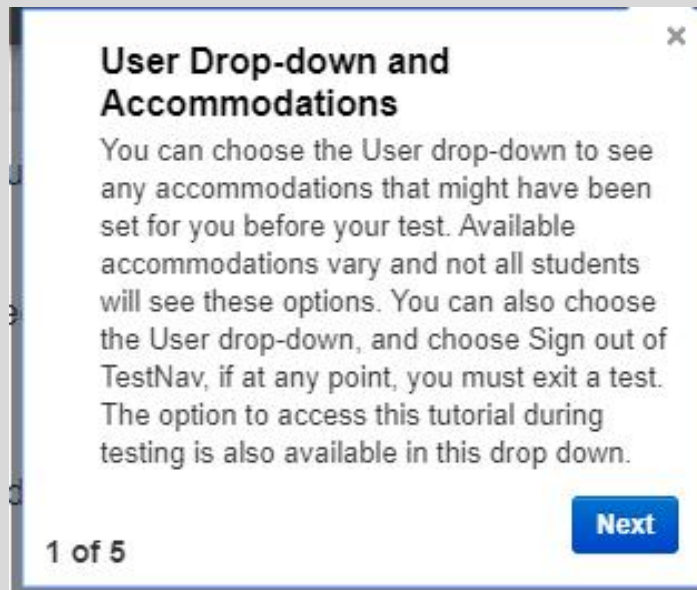 User Drop-down and
Accommodations
You can choose the User drop-down to see
any accommodations that might have been
set for you before your test. Available
accommodations vary and not all students
will see these options. You can also choose
the User drop-down, and choose Sign out of
TestNav, if at any point, you must exit a test.
The option to access this tutorial during
testing is also available in this drop down.
Next
1 of 5